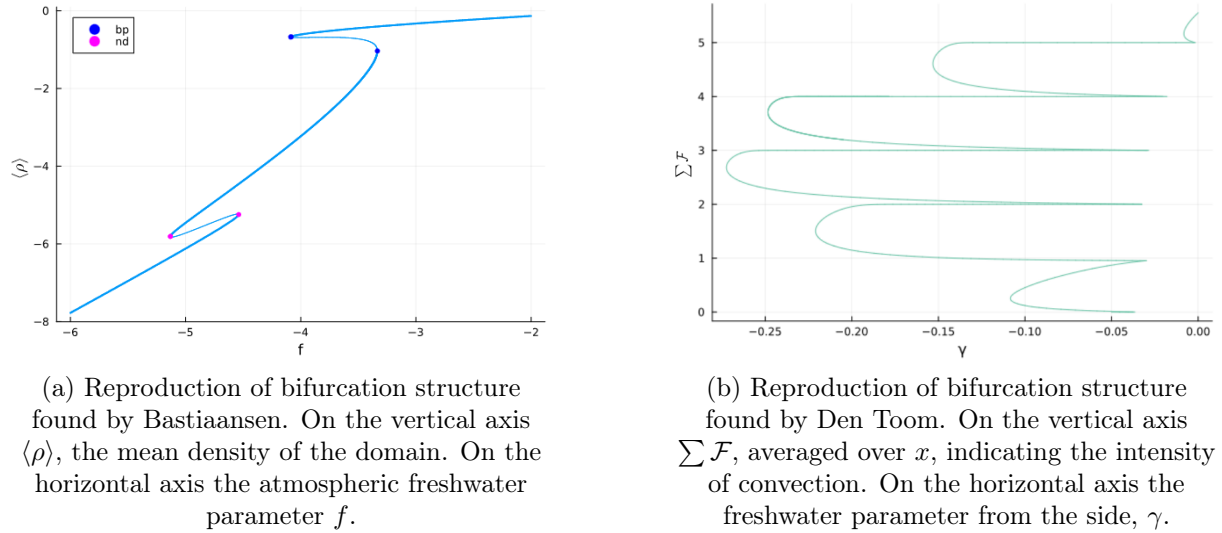 bp
nd
0
−2
−4
−6
−8
⟨ρ⟩
−6
−5
−4
−3
−2
f
5
4
3
2
1
0
∑ ℱ
−0.25
−0.20
−0.15
−0.10
−0.05
0.00
γ
(a) Reproduction of bifurcation structure
found by Bastiaansen. On the vertical axis
⟨ρ⟩, the mean density of the domain. On the
horizontal axis the atmospheric freshwater
parameter f.
(b) Reproduction of bifurcation structure
found by Den Toom. On the vertical axis
∑ ℱ, averaged over x, indicating the intensity
of convection. On the horizontal axis the
freshwater parameter from the side, γ.